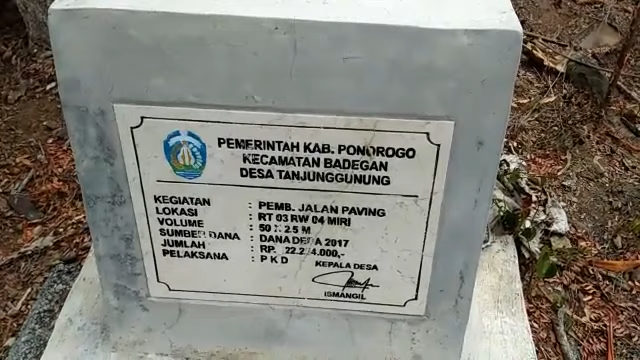 PEMERINTAH KAB. PONOROGO
KECAMATAN BADEGAN
DESA TANJUNGGUNUNG
KEGIATAN : PEMB. JALAN PAVING
LOKASI : RT 03 RW 04 MIRI
VOLUME : 50 X 2.5 M
SUMBER DANA : DANA DESA 2017
JUMLAH : RP.
PELAKSANA : P K D
KEPALA DESA
ISMANGIL